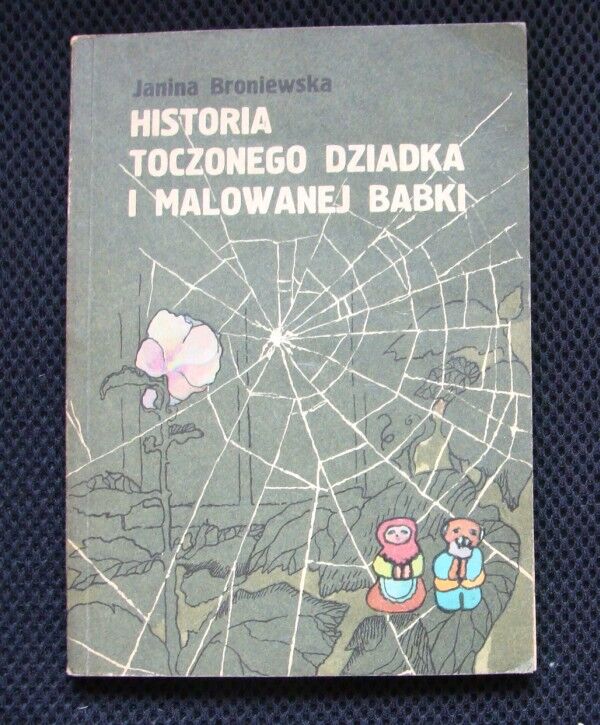 Janina Broniewska
HISTORIA
TOCZONEGO DZIADKA
I MALOWANEJ BABKI